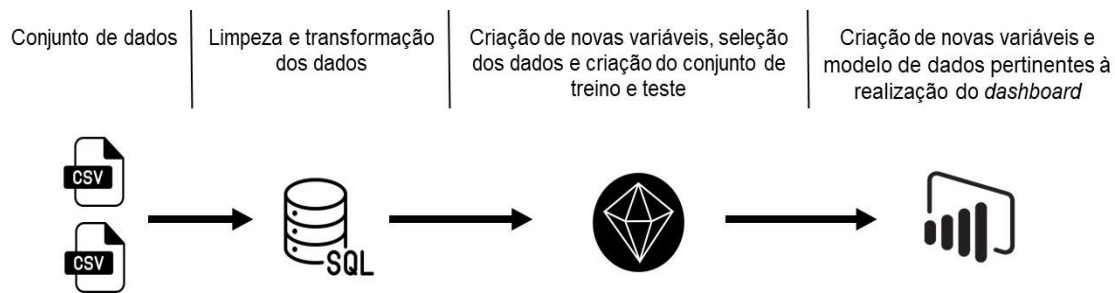 Conjunto de dados
Limpeza e transformação
dos dados
Criação de novas variáveis, seleção
dos dados e criação do conjunto de
treino e teste
Criação de novas variáveis e
modelo de dados pertinentes à
realização do dashboard
CSV
CSV
SQL